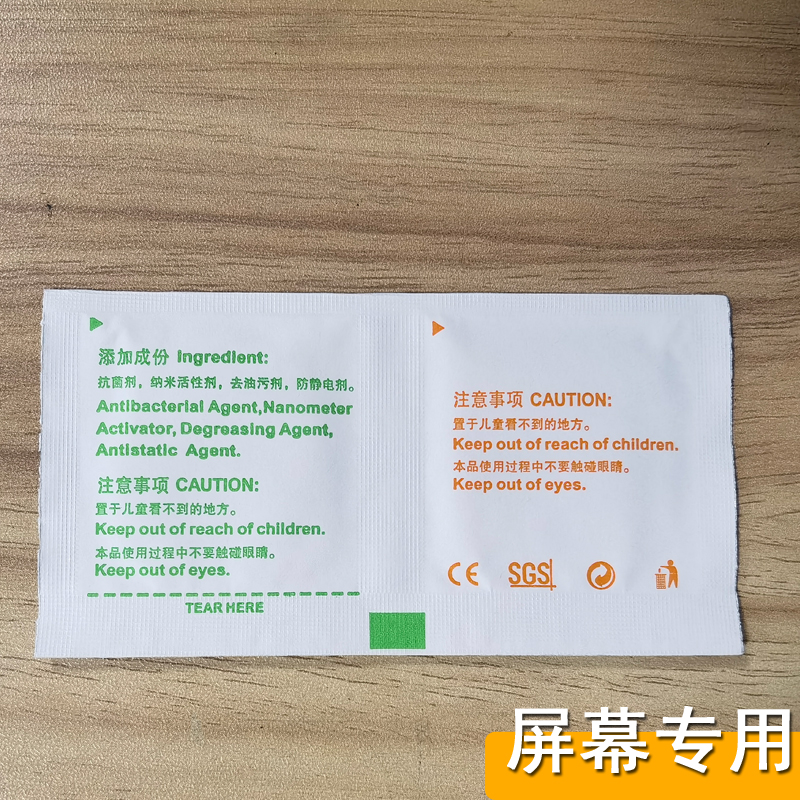 添加成份 Ingredient:
抗菌剂，纳米活性剂，去油污剂，防静电剂。
Antibacterial Agent,Nanometer
Activator, Degreasing Agent,
Antistatic Agent.
注意事项 CAUTION:
置于儿童看不到的地方。
Keep out of reach of children.
本品使用过程中不要触碰眼睛。
Keep out of eyes.
TEAR HERE
注意事项 CAUTION:
置于儿童看不到的地方。
Keep out of reach of children.
本品使用过程中不要触碰眼睛。
Keep out of eyes.
CE SGS
屏幕专用